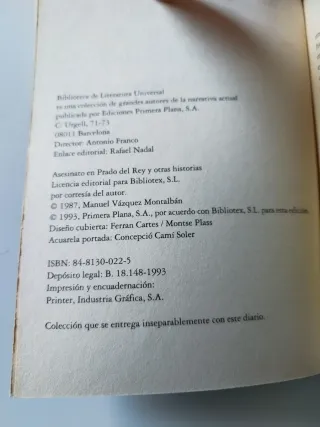 Biblioteca de Literatura Universal
es una colección de grandes autores de la narrativa actual
publicada por Ediciones Primera Plana, S.A.
C/ Urgell, 71-73
08011 Barcelona
Director: Antonio Franco
Enlace editorial: Rafael Nadal
Asesinato en Prado del Rey y otras historias
Licencia editorial para Bibliotex, S.L.
por cortesía del autor.
© 1987, Manuel Vázquez Montalbán
© 1993, Primera Plana, S.A., por acuerdo con Bibliotex, S.L. para esta edición.
Diseño cubierta: Ferran Cartes / Montse Plass
Acuarela portada: Concepció Camí Soler
ISBN: 84-8130-022-5
Depósito legal: B. 18.148-1993
Impresión y encuadernación:
Printer, Industria Gráfica, S.A.
Colección que se entrega inseparablemente con este diario.